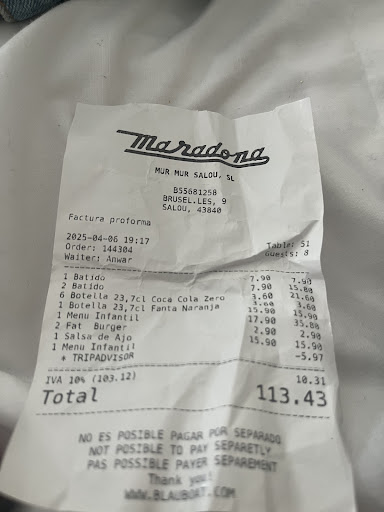 Maradona
MUR MUR SALOU, SL
B55681258
BRUSEL.LES, 9
SALOU, 43840
Factura proforma
2025-04-06 19:17
Order: 144304 Table: 51
Waiter: Anwar Guests: 8
1 Batido 7.90 7.90
2 Batido 7.90 15.80
6 Botella 23,7cl Coca Cola Zero 3.60 21.60
1 Botella 23,7cl Fanta Naranja 3.60 3.60
1 Menu Infantil 15.90 15.90
2 Fat Burger 17.90 35.80
1 Salsa de Ajo 2.90 2.90
1 Menu Infantil 15.90 15.90
+ TRIPADVISOR -5.97
IVA 10% (103.12) 10.31
Total 113.43
NO ES POSIBLE PAGAR POR SEPARADO
NOT POSIBLE TO PAY SEPARETLY
PAS POSSIBLE PAYER SEPAREMENT
Thank you!
WWW.BLAUBOAT.COM